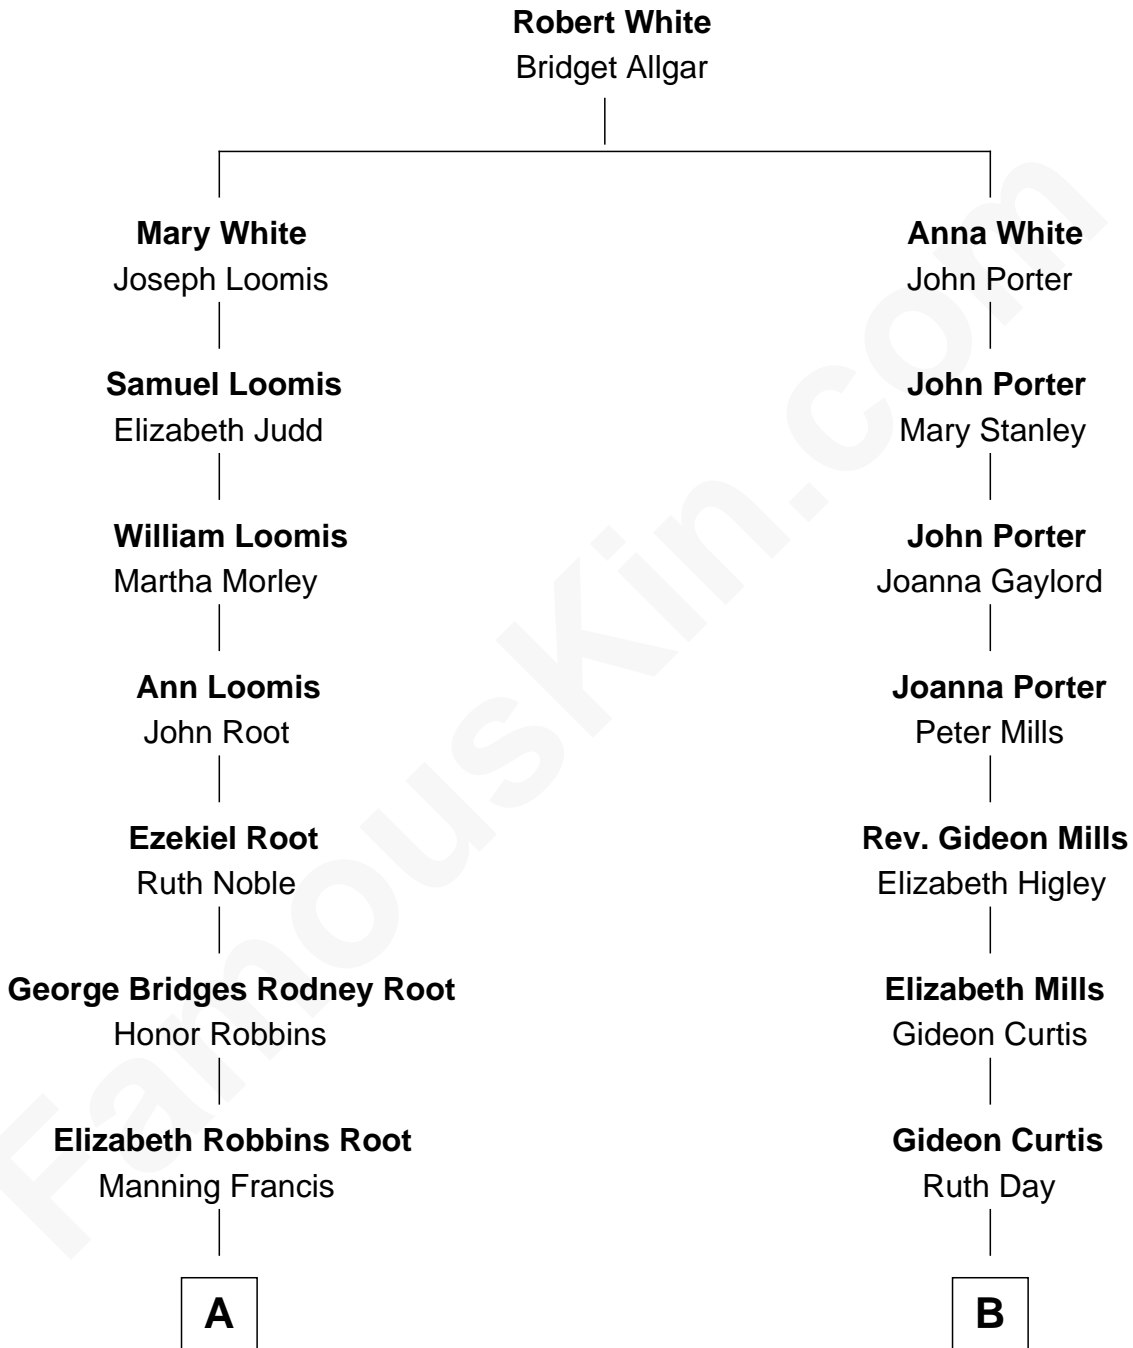 Robert White
Bridget Allgar
Mary White
Joseph Loomis
Anna White
John Porter
Samuel Loomis
Elizabeth Judd
John Porter
Mary Stanley
William Loomis
Martha Morley
John Porter
Joanna Gaylord
Ann Loomis
John Root
Joanna Porter
Peter Mills
Ezekiel Root
Ruth Noble
Rev. Gideon Mills
Elizabeth Higley
George Bridges Rodney Root
Honor Robbins
Elizabeth Mills
Gideon Curtis
Elizabeth Robbins Root
Manning Francis
Gideon Curtis
Ruth Day
A
B
FamousKin.com